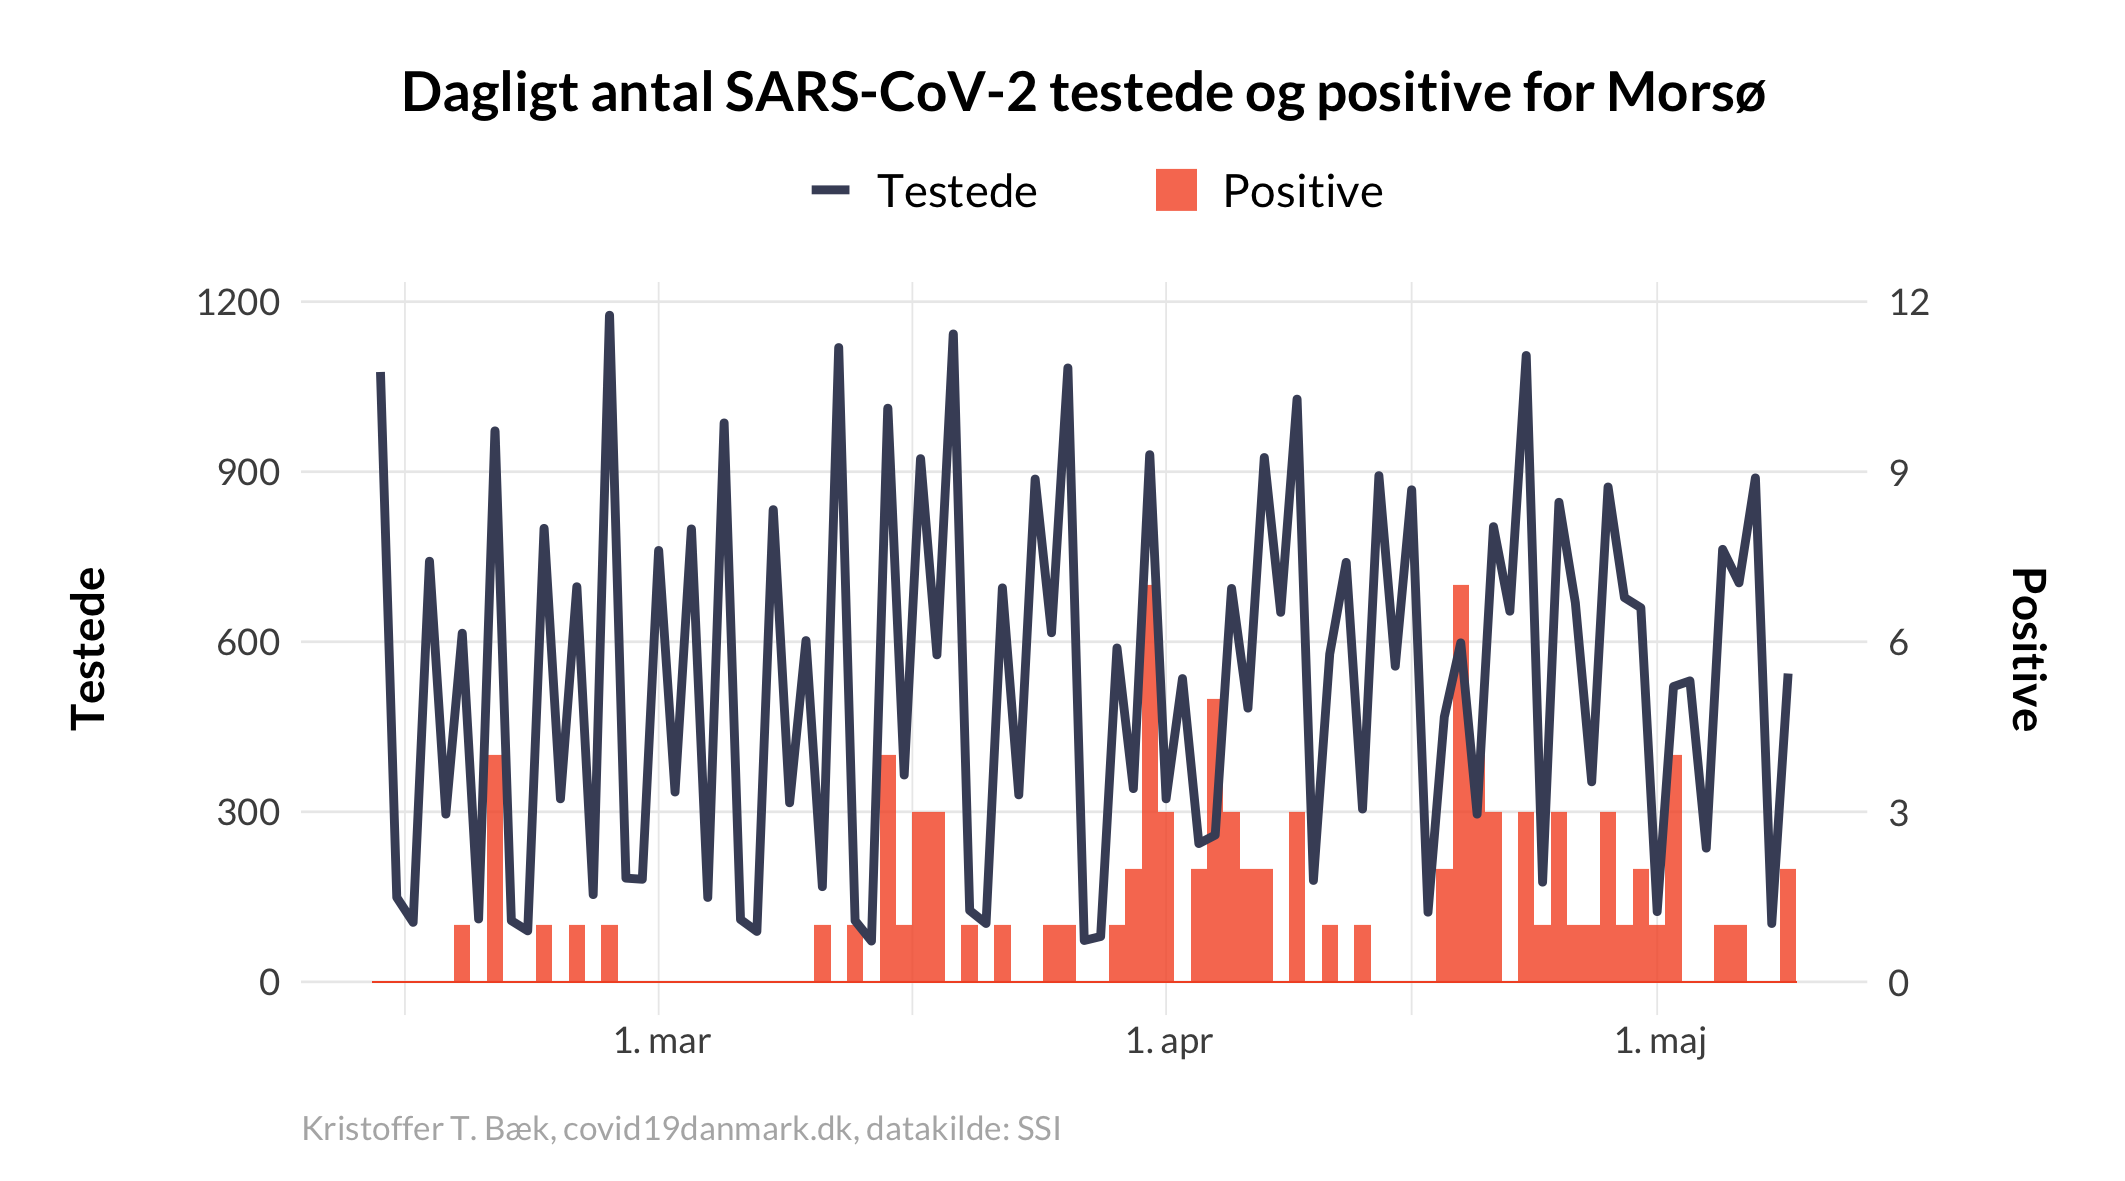 Dagligt antal SARS-CoV-2 testede og positive for Morsø
Testede Positive
1200 12
900 9
600 6
300 3
0 0
Testede
Positive
1. mar 1. apr 1. maj
Kristoffer T. Bæk, covid19danmark.dk, datakilde: SSI